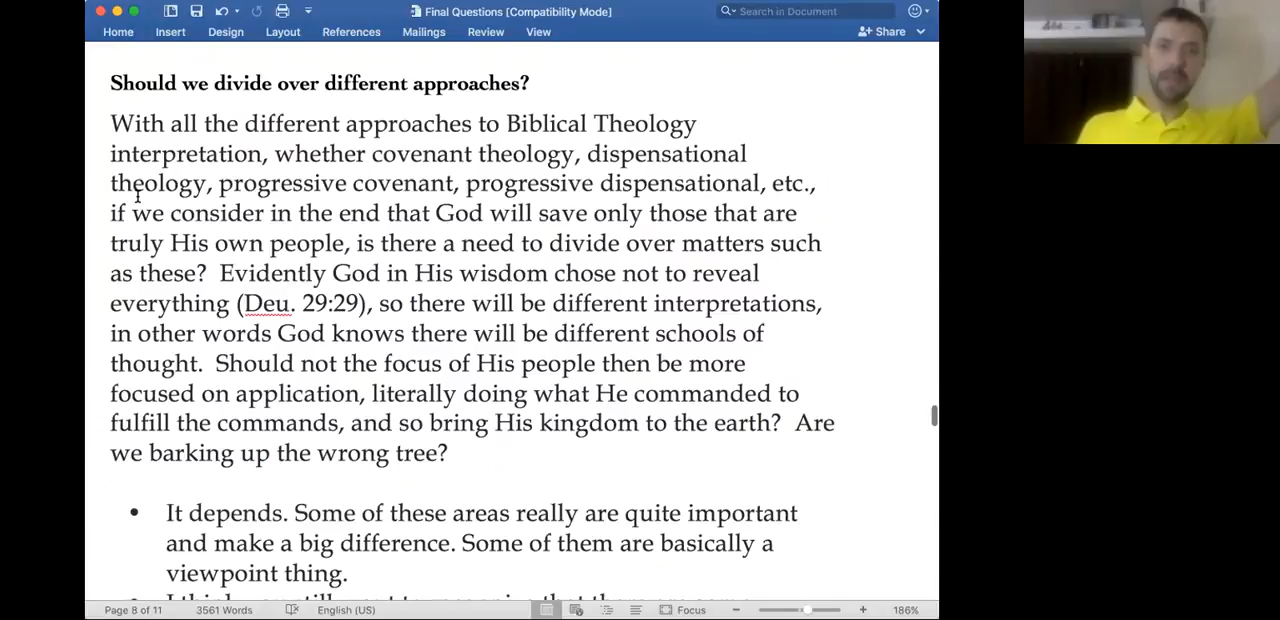 Final Questions [Compatibility Mode]
Search in Document
Home Insert Design Layout References Mailings Review View
Share
Should we divide over different approaches?
With all the different approaches to Biblical Theology
interpretation, whether covenant theology, dispensational
theology, progressive covenant, progressive dispensational, etc.,
if we consider in the end that God will save only those that are
truly His own people, is there a need to divide over matters such
as these?  Evidently God in His wisdom chose not to reveal
everything (Deu. 29:29), so there will be different interpretations,
in other words God knows there will be different schools of
thought.  Should not the focus of His people then be more
focused on application, literally doing what He commanded to
fulfill the commands, and so bring His kingdom to the earth?  Are
we barking up the wrong tree?
• It depends. Some of these areas really are quite important
and make a big difference. Some of them are basically a
viewpoint thing.
Page 8 of 11 3561 Words English (US) Focus 186%